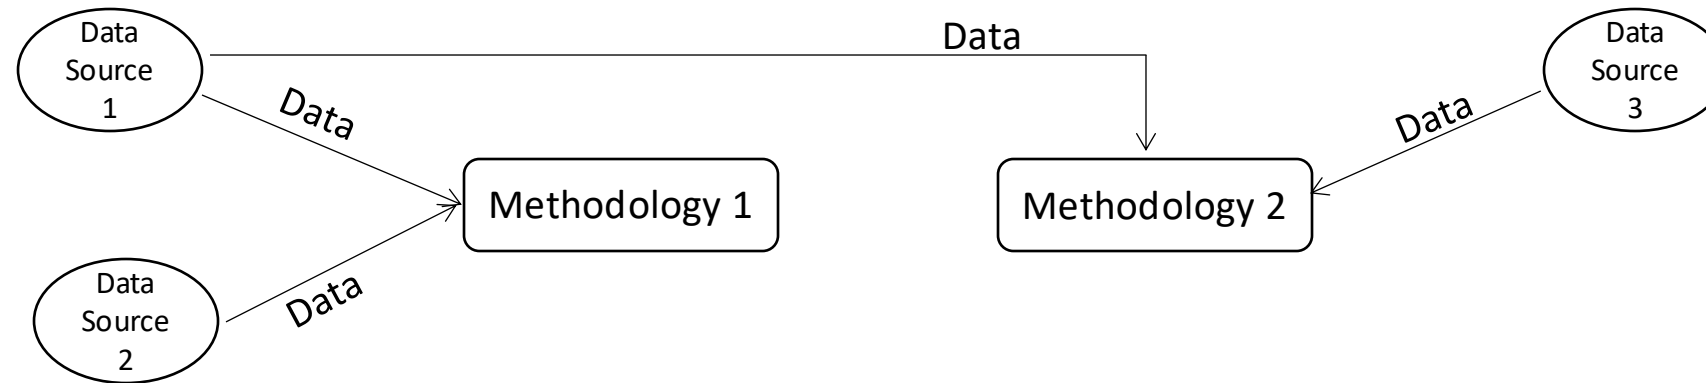 Data
Source
1
Data
Data
Source
3
Data
Data
Methodology 1
Methodology 2
Data
Source
2
Data